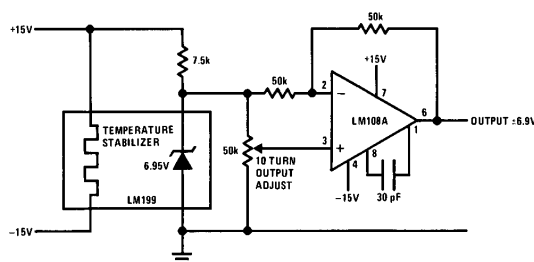 +15V
50k
7.5k
+15V
50k
2
7
−
LM108A
6
OUTPUT ±6.9V
TEMPERATURE
STABILIZER
6.95V
50k
3
+
1
10 TURN
OUTPUT
ADJUST
4
8
−15V
30 pF
LM199
−15V